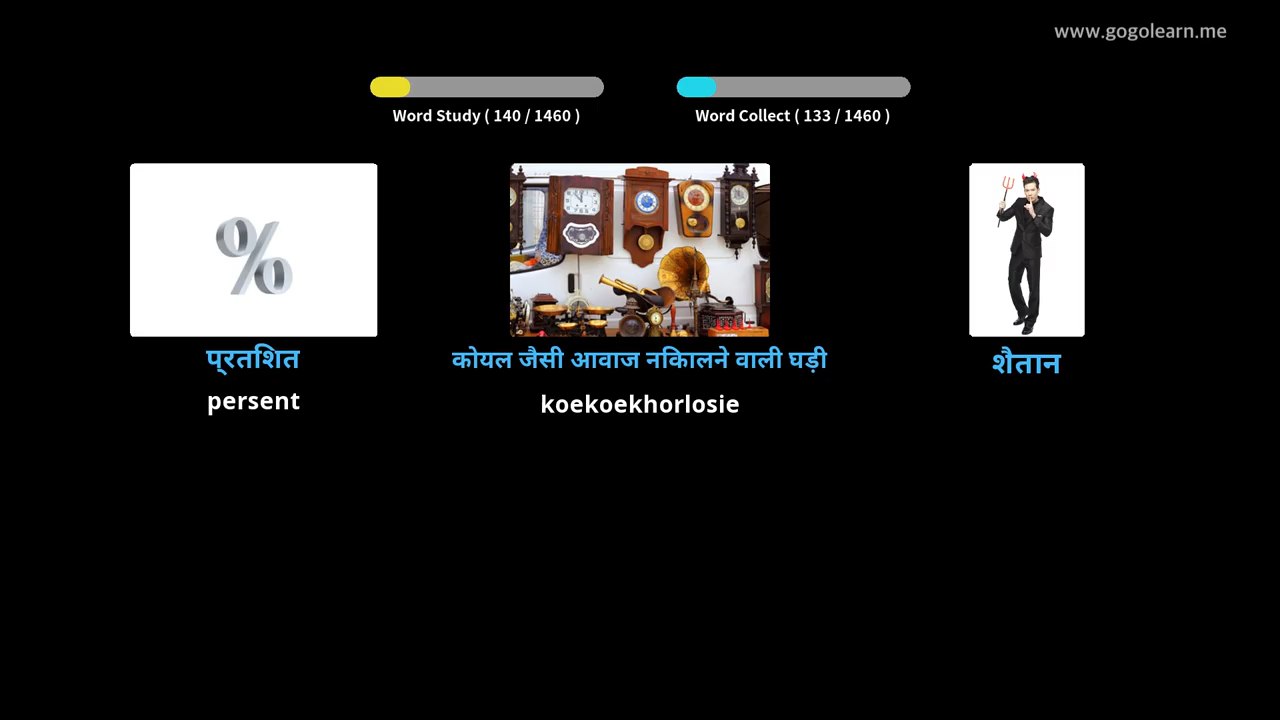 www.gogolearn.me
Word Study ( 140 / 1460 )
Word Collect ( 133 / 1460 )
प्रतिशत
कोयल जैसी आवाज निकालने वाली घड़ी
शैतान
persent
koekoekhorlosie